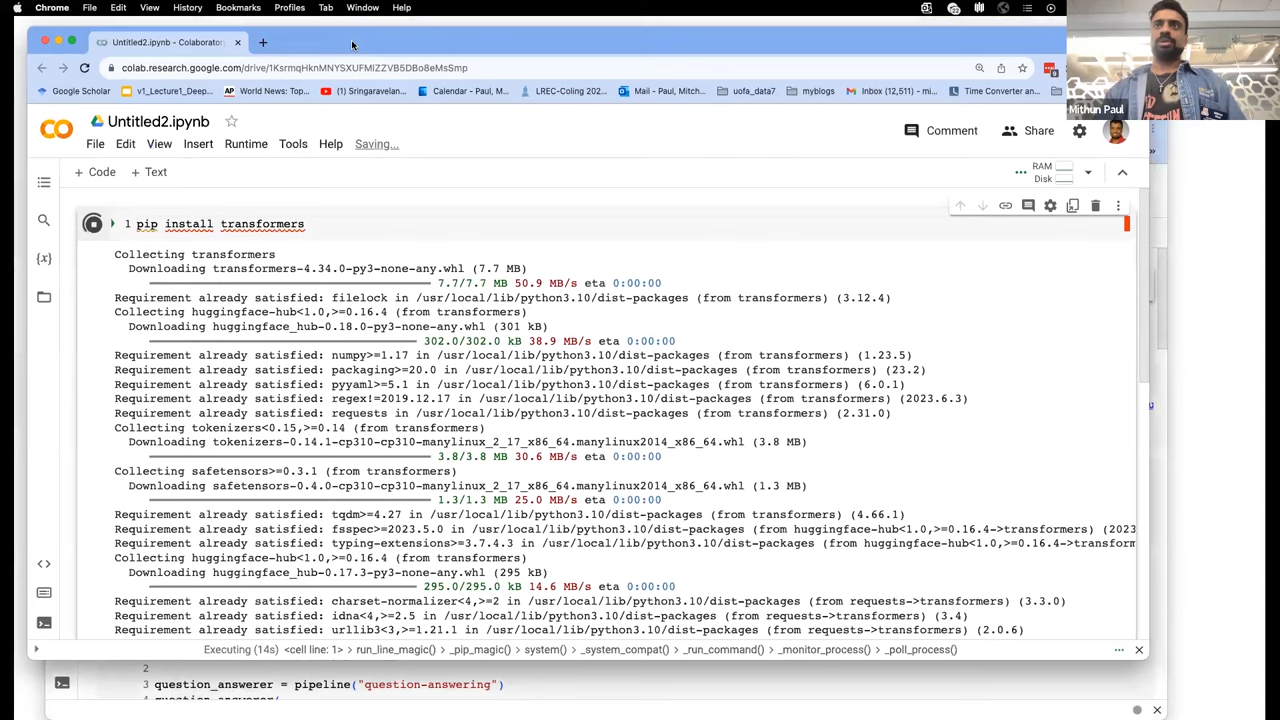 Chrome File Edit View History Bookmarks Profiles Tab Window Help
22
Untitled2.ipynb - Colaborator
colab.research.google.com/drive/1KsrmqHknMNYSXUFMIZZVB5DBo8eMsSmp
9
Google Scholar v1_Lecture1_Deep... World News: Top... (1) Singaravelan... Calendar - Paul, M... LREC-Coling 202... Mail - Paul, Mitch... uofa_data7 myblogs Inbox (12,511) - mi... Time Converter an...
Mithun Paul
CO Untitled2.ipynb
Comment Share
File Edit View Insert Runtime Tools Help Saving...
+ Code + Text
RAM
Disk
1 pip install transformers
Collecting transformers
Downloading transformers-4.34.0-py3-none-any.whl (7.7 MB)
7.7/7.7 MB 50.9 MB/s eta 0:00:00
Requirement already satisfied: filelock in /usr/local/lib/python3.10/dist-packages (from transformers) (3.12.4)
Collecting huggingface-hub<1.0,>=0.16.4 (from transformers)
Downloading huggingface_hub-0.18.0-py3-none-any.whl (301 kB)
302.0/302.0 kB 38.9 MB/s eta 0:00:00
Requirement already satisfied: numpy>=1.17 in /usr/local/lib/python3.10/dist-packages (from transformers) (1.23.5)
Requirement already satisfied: packaging>=20.0 in /usr/local/lib/python3.10/dist-packages (from transformers) (23.2)
Requirement already satisfied: pyyaml>=5.1 in /usr/local/lib/python3.10/dist-packages (from transformers) (6.0.1)
Requirement already satisfied: regex!=2019.12.17 in /usr/local/lib/python3.10/dist-packages (from transformers) (2023.6.3)
Requirement already satisfied: requests in /usr/local/lib/python3.10/dist-packages (from transformers) (2.31.0)
Collecting tokenizers<0.15,>=0.14 (from transformers)
Downloading tokenizers-0.14.1-cp310-cp310-manylinux_2_17_x86_64.manylinux2014_x86_64.whl (3.8 MB)
3.8/3.8 MB 30.6 MB/s eta 0:00:00
Collecting safetensors>=0.3.1 (from transformers)
Downloading safetensors-0.4.0-cp310-cp310-manylinux_2_17_x86_64.manylinux2014_x86_64.whl (1.3 MB)
1.3/1.3 MB 25.0 MB/s eta 0:00:00
Requirement already satisfied: tqdm>=4.27 in /usr/local/lib/python3.10/dist-packages (from transformers) (4.66.1)
Requirement already satisfied: fsspec>=2023.5.0 in /usr/local/lib/python3.10/dist-packages (from huggingface-hub<1.0,>=0.16.4->transformers) (2023
Requirement already satisfied: typing-extensions>=3.7.4.3 in /usr/local/lib/python3.10/dist-packages (from huggingface-hub<1.0,>=0.16.4->transform
Collecting huggingface-hub<1.0,>=0.16.4 (from transformers)
Downloading huggingface_hub-0.17.3-py3-none-any.whl (295 kB)
295.0/295.0 kB 14.6 MB/s eta 0:00:00
Requirement already satisfied: charset-normalizer<4,>=2 in /usr/local/lib/python3.10/dist-packages (from requests->transformers) (3.3.0)
Requirement already satisfied: idna<4,>=2.5 in /usr/local/lib/python3.10/dist-packages (from requests->transformers) (3.4)
Requirement already satisfied: urllib3<3,>=1.21.1 in /usr/local/lib/python3.10/dist-packages (from requests->transformers) (2.0.6)
Executing (14s) <cell line: 1> run_line_magic() _pip_magic() system() _system_compat() _run_command() _monitor_process() _poll_process()
2
3 question_answerer = pipeline("question-answering")
4 question_answerer(